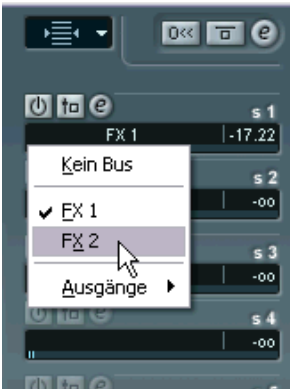 0<<
e
e
s 1
FX 1 -17.22
Kein Bus
s 2
-oo
FX 1
FX 2
s 3
-oo
Ausgänge
s 4
-oo